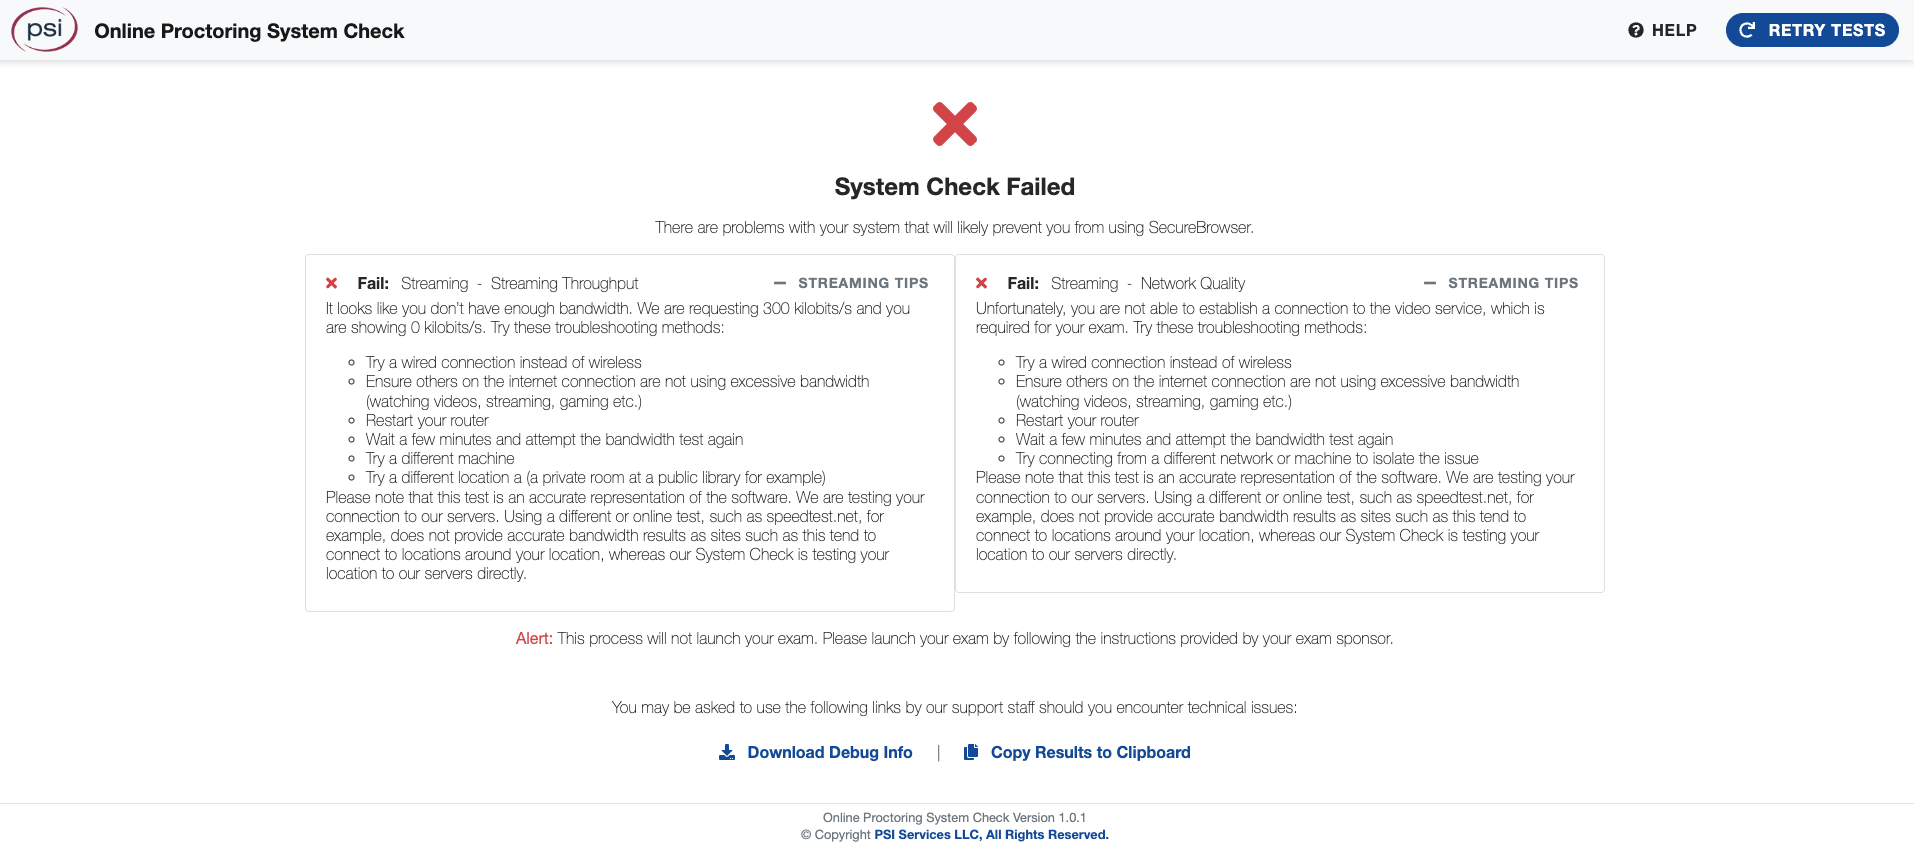 psi
Online Proctoring System Check
HELP
RETRY TESTS
System Check Failed
There are problems with your system that will likely prevent you from using SecureBrowser.
Fail: Streaming - Streaming Throughput
STREAMING TIPS
It looks like you don't have enough bandwidth. We are requesting 300 kilobits/s and you
are showing 0 kilobits/s. Try these troubleshooting methods:
Try a wired connection instead of wireless
Ensure others on the internet connection are not using excessive bandwidth
(watching videos, streaming, gaming etc.)
Restart your router
Wait a few minutes and attempt the bandwidth test again
Try a different machine
Try a different location a (a private room at a public library for example)
Please note that this test is an accurate representation of the software. We are testing your
connection to our servers. Using a different or online test, such as speedtest.net, for
example, does not provide accurate bandwidth results as sites such as this tend to
connect to locations around your location, whereas our System Check is testing your
location to our servers directly.
Fail: Streaming - Network Quality
STREAMING TIPS
Unfortunately, you are not able to establish a connection to the video service, which is
required for your exam. Try these troubleshooting methods:
Try a wired connection instead of wireless
Ensure others on the internet connection are not using excessive bandwidth
(watching videos, streaming, gaming etc.)
Restart your router
Wait a few minutes and attempt the bandwidth test again
Try connecting from a different network or machine to isolate the issue
Please note that this test is an accurate representation of the software. We are testing your
connection to our servers. Using a different or online test, such as speedtest.net, for
example, does not provide accurate bandwidth results as sites such as this tend to
connect to locations around your location, whereas our System Check is testing your
location to our servers directly.
Alert: This process will not launch your exam. Please launch your exam by following the instructions provided by your exam sponsor.
You may be asked to use the following links by our support staff should you encounter technical issues:
Download Debug Info | Copy Results to Clipboard
Online Proctoring System Check Version 1.0.1
© Copyright PSI Services LLC, All Rights Reserved.